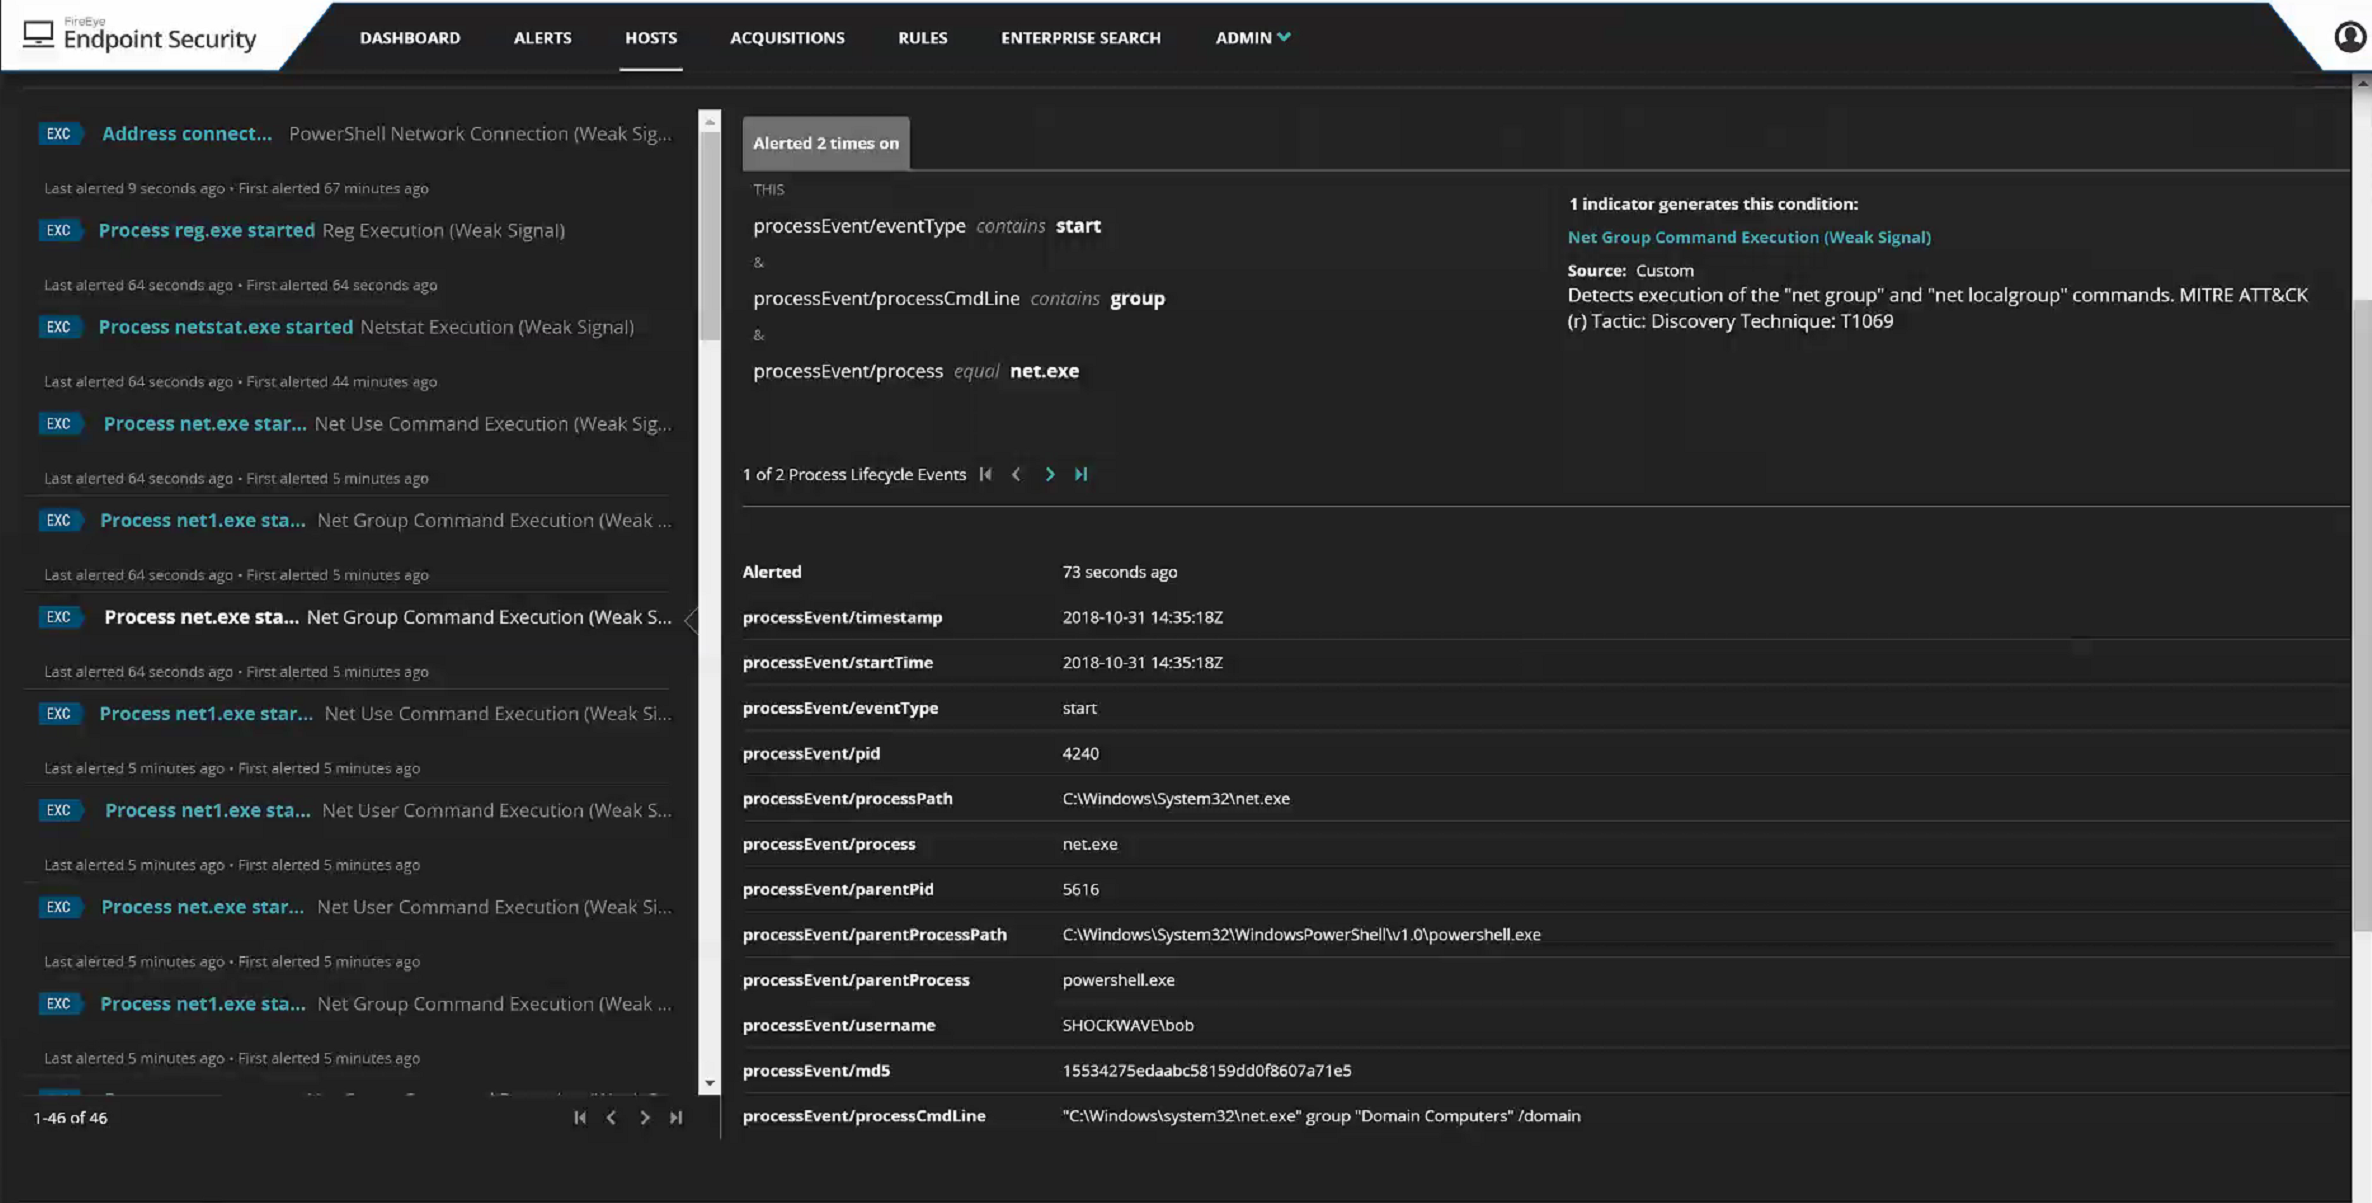 FireEye
Endpoint Security
DASHBOARD
ALERTS
HOSTS
ACQUISITIONS
RULES
ENTERPRISE SEARCH
ADMIN
EXC Address connect... PowerShell Network Connection (Weak Sig...
Last alerted 9 seconds ago • First alerted 67 minutes ago
EXC Process reg.exe started Reg Execution (Weak Signal)
Last alerted 64 seconds ago • First alerted 64 seconds ago
EXC Process netstat.exe started Netstat Execution (Weak Signal)
Last alerted 64 seconds ago • First alerted 44 minutes ago
EXC Process net.exe star... Net Use Command Execution (Weak Sig...
Last alerted 64 seconds ago • First alerted 5 minutes ago
EXC Process net1.exe sta... Net Group Command Execution (Weak ...
Last alerted 64 seconds ago • First alerted 5 minutes ago
EXC Process net.exe sta... Net Group Command Execution (Weak S...
Last alerted 64 seconds ago • First alerted 5 minutes ago
EXC Process net1.exe star... Net Use Command Execution (Weak Si...
Last alerted 5 minutes ago • First alerted 5 minutes ago
EXC Process net1.exe sta... Net User Command Execution (Weak S...
Last alerted 5 minutes ago • First alerted 5 minutes ago
EXC Process net.exe star... Net User Command Execution (Weak Si...
Last alerted 5 minutes ago • First alerted 5 minutes ago
EXC Process net1.exe sta... Net Group Command Execution (Weak ...
Last alerted 5 minutes ago • First alerted 5 minutes ago
1-46 of 46
Alerted 2 times on
THIS
processEvent/eventType contains start
&
processEvent/processCmdLine contains group
&
processEvent/process equal net.exe
1 indicator generates this condition:
Net Group Command Execution (Weak Signal)
Source: Custom
Detects execution of the "net group" and "net localgroup" commands. MITRE ATT&CK
(r) Tactic: Discovery Technique: T1069
1 of 2 Process Lifecycle Events
Alerted 73 seconds ago
processEvent/timestamp 2018-10-31 14:35:18Z
processEvent/startTime 2018-10-31 14:35:18Z
processEvent/eventType start
processEvent/pid 4240
processEvent/processPath C:\Windows\System32\net.exe
processEvent/process net.exe
processEvent/parentPid 5616
processEvent/parentProcessPath C:\Windows\System32\WindowsPowerShell\v1.0\powershell.exe
processEvent/parentProcess powershell.exe
processEvent/username SHOCKWAVE\bob
processEvent/md5 15534275edaabc58159dd0f8607a71e5
processEvent/processCmdLine "C:\Windows\system32\net.exe" group "Domain Computers" /domain